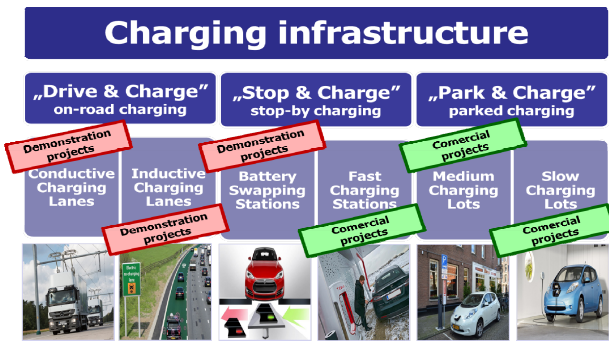 Charging infrastructure
„Drive & Charge”
on-road charging
„Stop & Charge”
stop-by charging
„Park & Charge”
parked charging
Demonstration
projects
Demonstration
projects
Comercial
projects
Conductive
Charging
Lanes
Inductive
Charging
Lanes
Battery
Swapping
Stations
Fast
Charging
Stations
Medium
Charging
Lots
Slow
Charging
Lots
Demonstration
projects
Comercial
projects
Comercial
projects